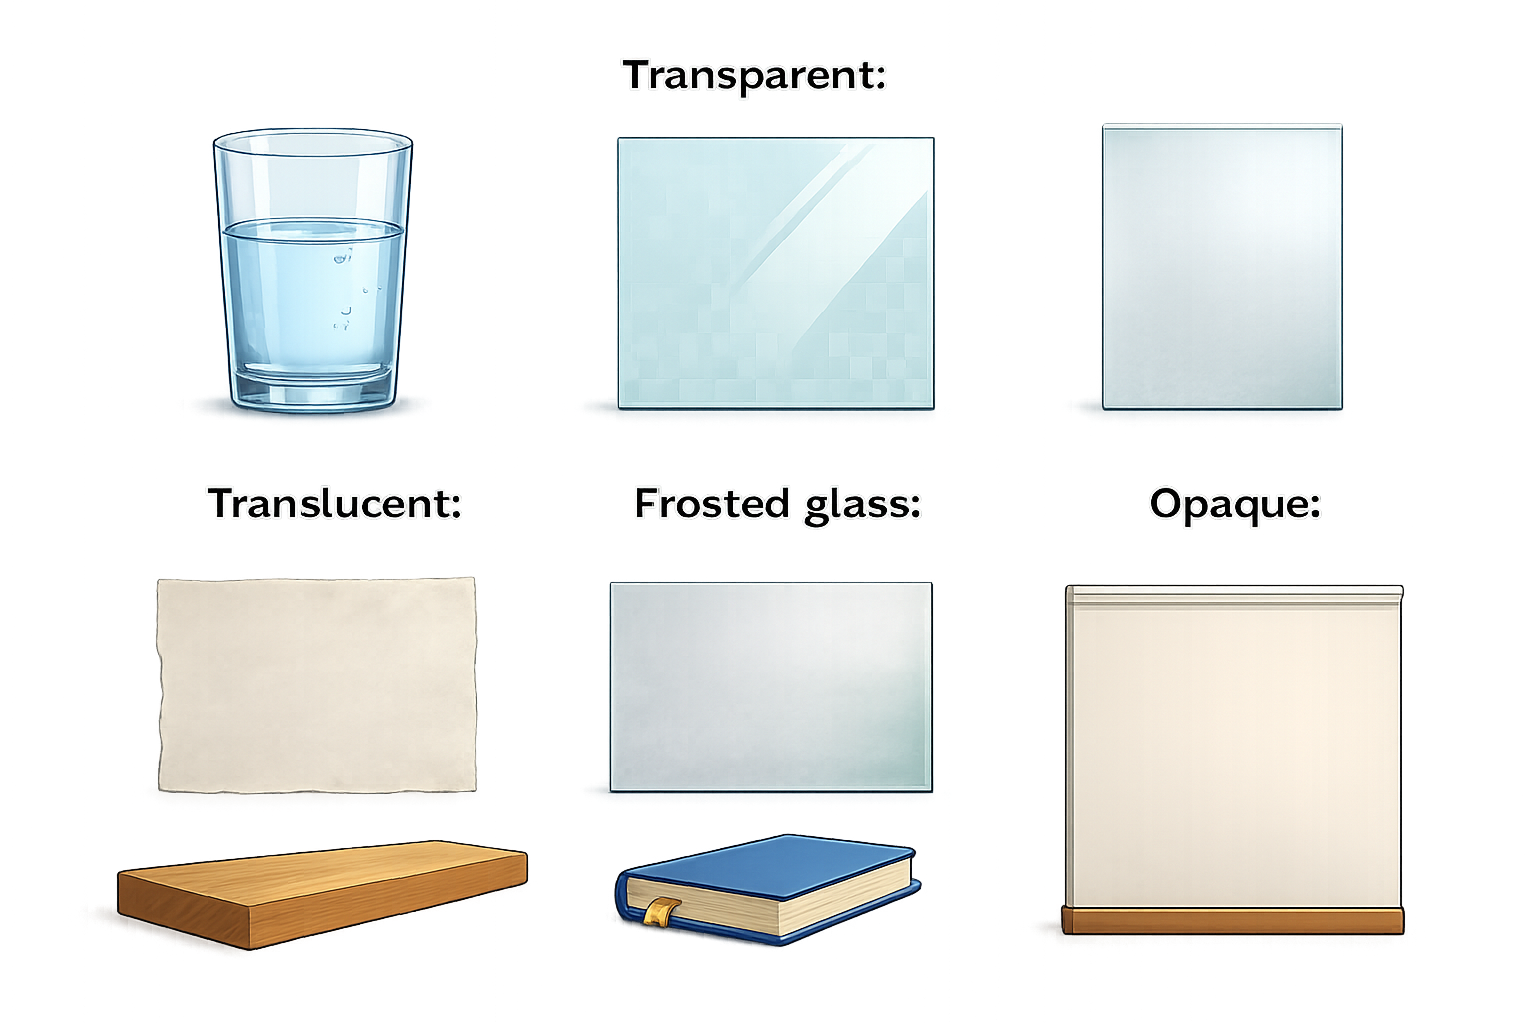 Transparent:
Translucent:
Frosted glass:
Opaque: